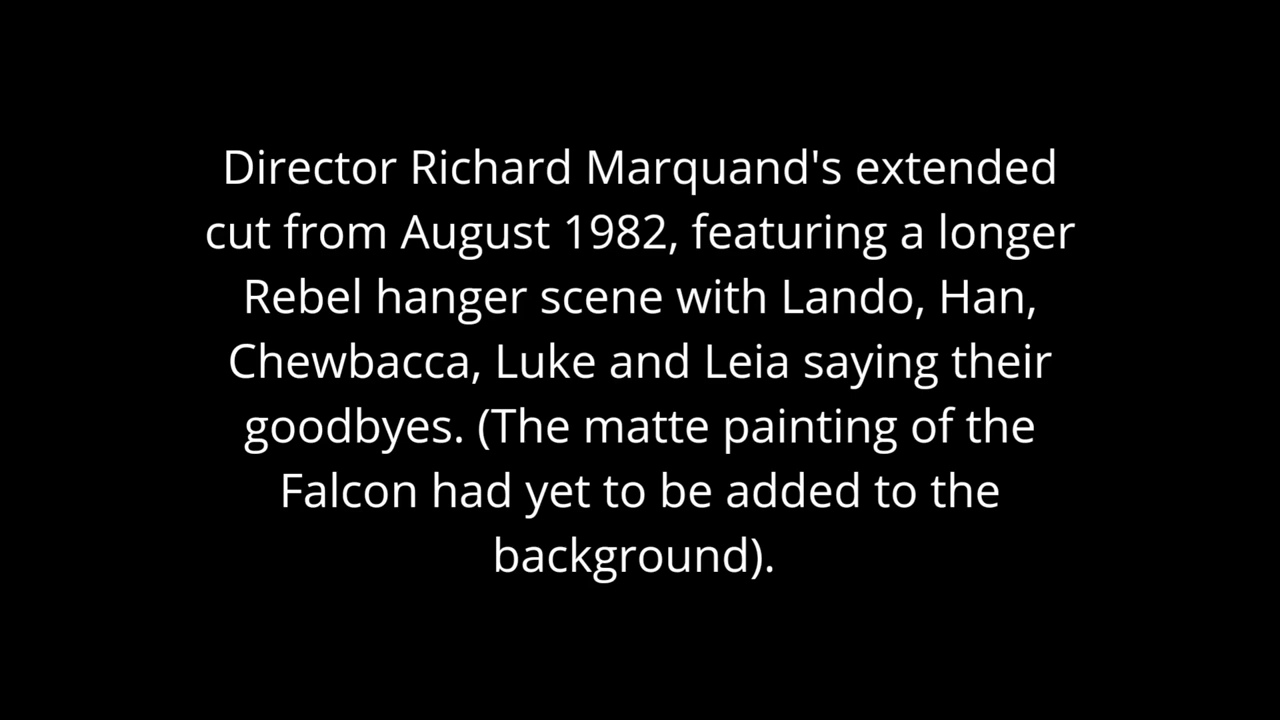 Director Richard Marquand's extended
cut from August 1982, featuring a longer
Rebel hanger scene with Lando, Han,
Chewbacca, Luke and Leia saying their
goodbyes. (The matte painting of the
Falcon had yet to be added to the
background).